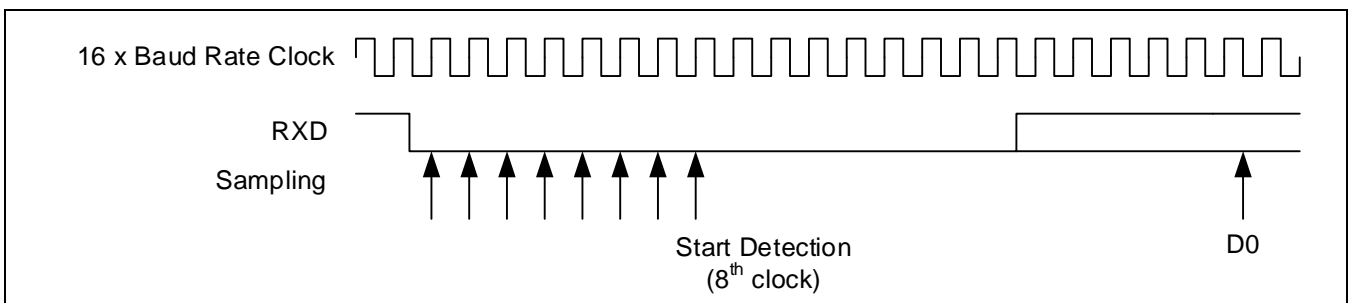 16 x Baud Rate Clock
RXD
Sampling
Start Detection
(8th clock)
D0